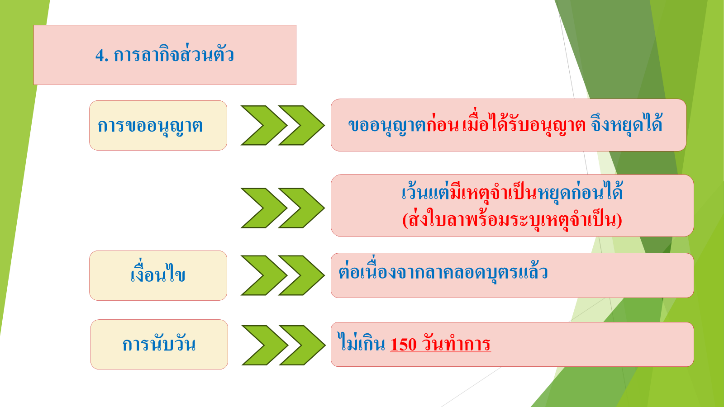 4. การลากิจส่วนตัว
การขออนุญาต
ขออนุญาตก่อน เมื่อได้รับอนุญาต จึงหยุดได้
เว้นแต่มีเหตุจำเป็นหยุดก่อนได้
(ส่งใบลาพร้อมระบุเหตุจำเป็น)
เงื่อนไข
ต่อเนื่องจากลาคลอดบุตรแล้ว
การนับวัน
ไม่เกิน 150 วันทำการ